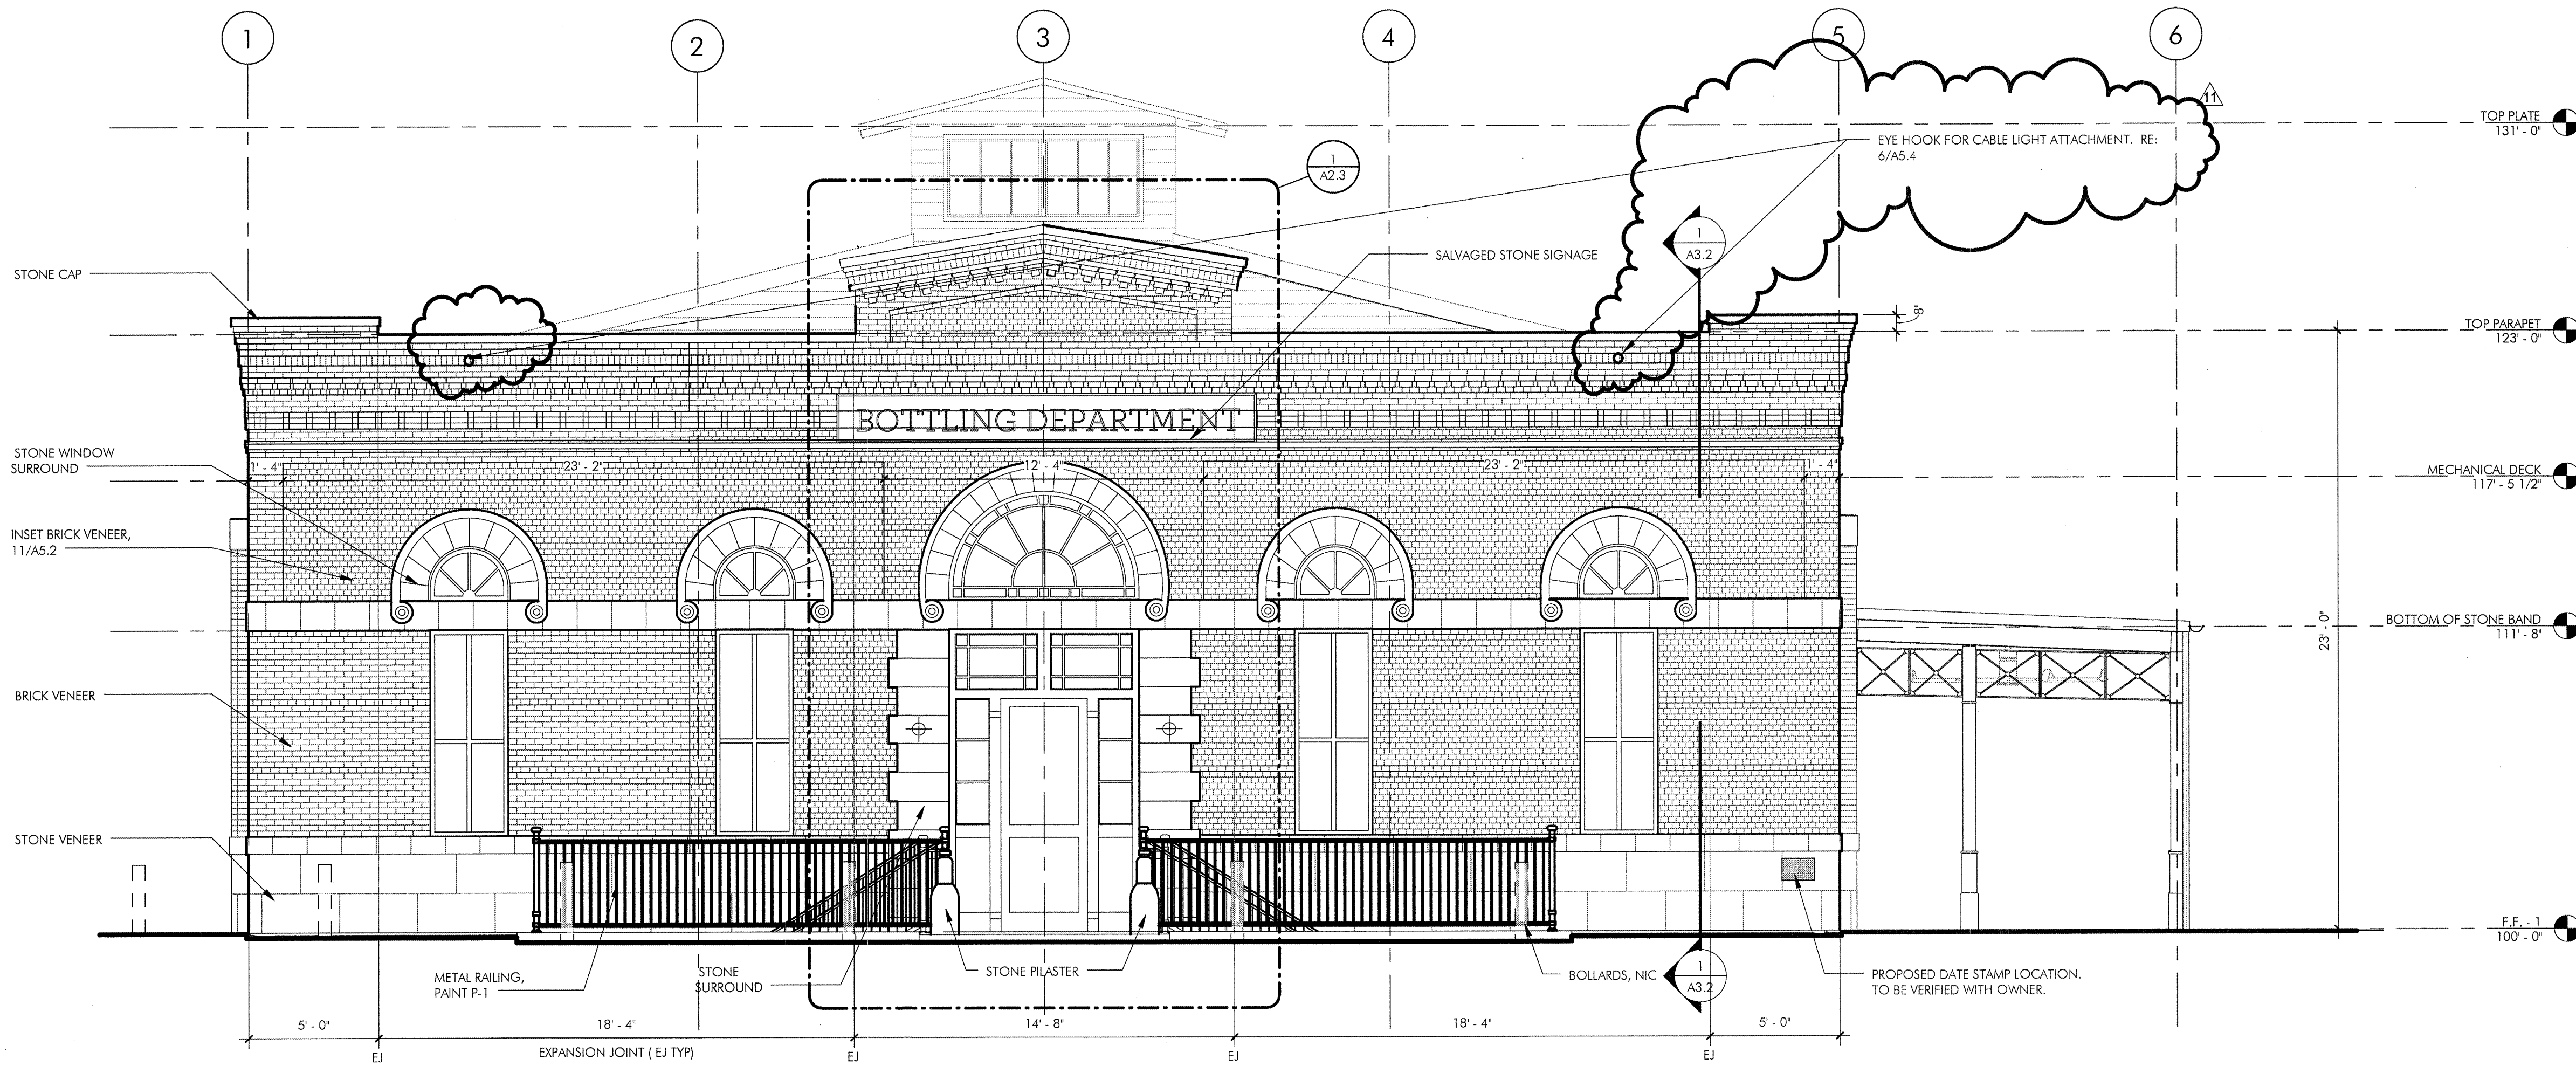 1
2
3
4
5
6
11
TOP PLATE
131' - 0"
EYE HOOK FOR CABLE LIGHT ATTACHMENT. RE:
6/A5.4
1
A2.3
1
A3.2
SALVAGED STONE SIGNAGE
STONE CAP
8"
TOP PARAPET
123' - 0"
BOTTLING DEPARTMENT
STONE WINDOW
SURROUND
1' - 4"
23' - 2"
12' - 4"
23' - 2"
1' - 4"
MECHANICAL DECK
117' - 5 1/2"
INSET BRICK VENEER,
11/A5.2
BOTTOM OF STONE BAND
111' - 8"
23' - 0"
BRICK VENEER
STONE VENEER
F.F. - 1
100' - 0"
METAL RAILING,
PAINT P-1
STONE
SURROUND
STONE PILASTER
BOLLARDS, NIC
1
A3.2
PROPOSED DATE STAMP LOCATION.
TO BE VERIFIED WITH OWNER.
5' - 0"
18' - 4"
14' - 8"
18' - 4"
5' - 0"
EJ
EXPANSION JOINT ( EJ TYP)
EJ
EJ
EJ